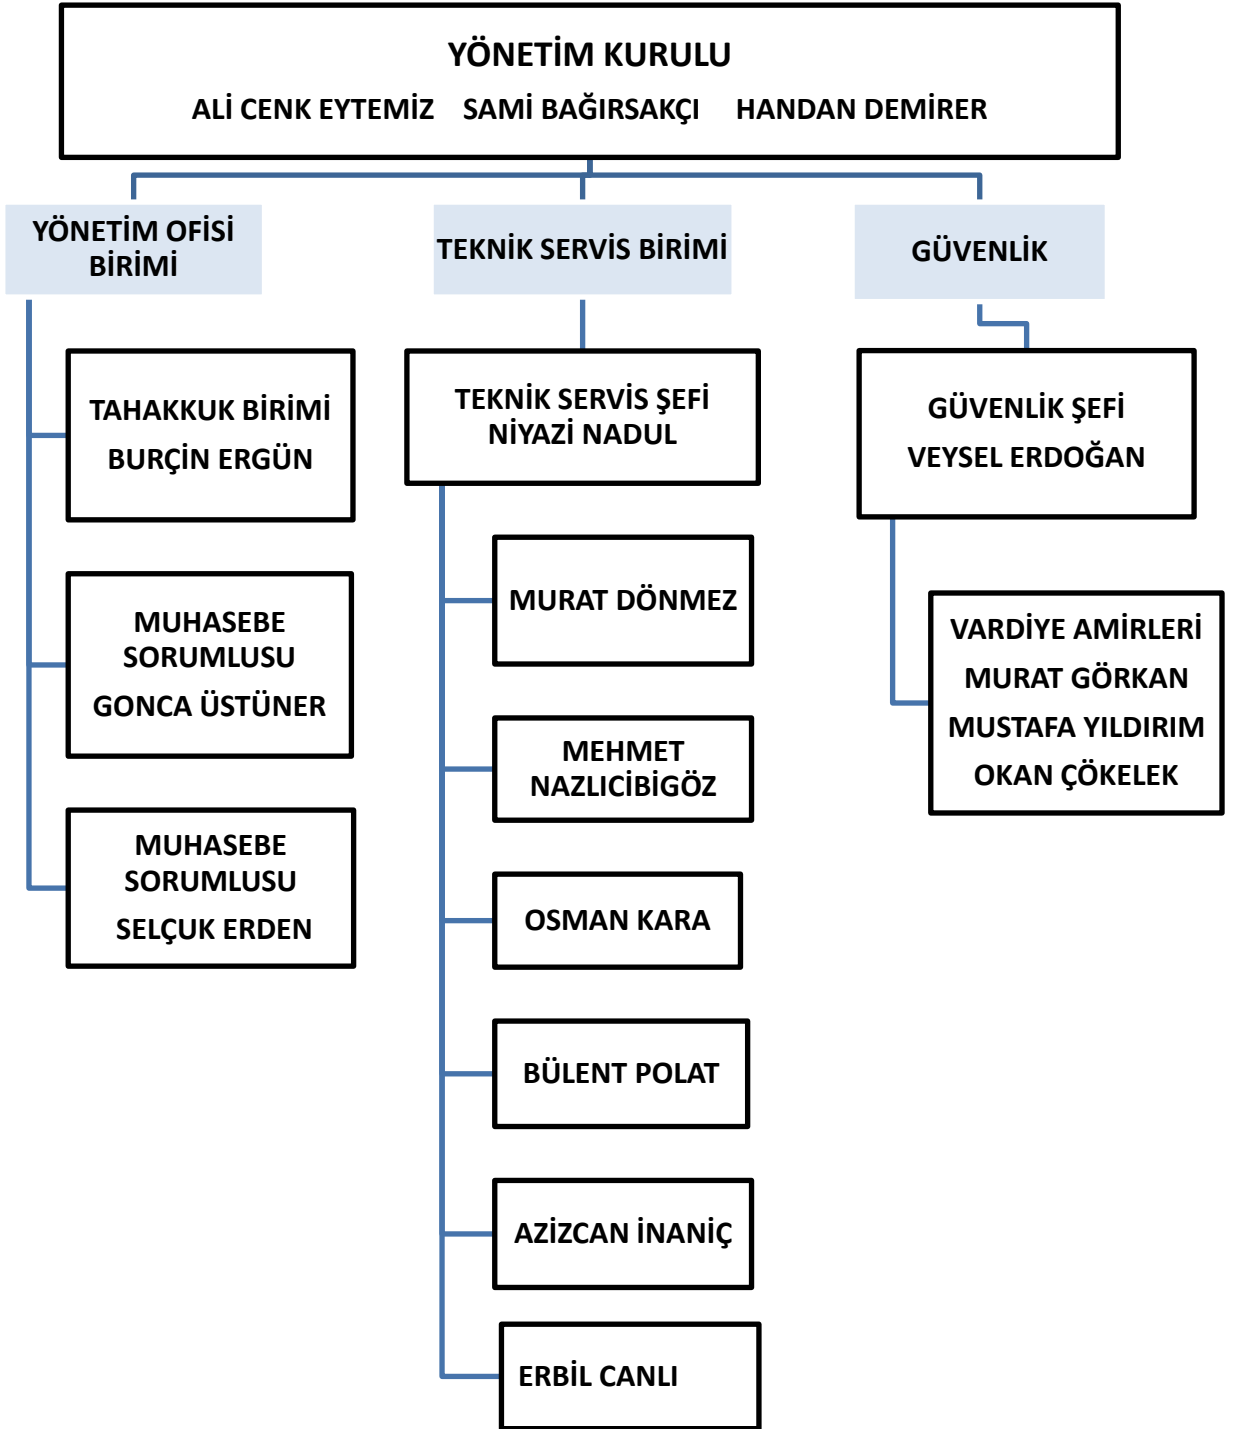 YÖNETİM KURULU
ALİ CENK EYTEMİZ SAMİ BAĞIRSAKÇI HANDAN DEMİRER
YÖNETİM OFİSİ
BİRİMİ
TAHAKKUK BİRİMİ
BURÇİN ERGÜN
MUHASEBE
SORUMLUSU
GONCA ÜSTÜNER
MUHASEBE
SORUMLUSU
SELÇUK ERDEN
TEKNİK SERVİS BİRİMİ
TEKNİK SERVİS ŞEFİ
NİYAZİ NADUL
MURAT DÖNMEZ
MEHMET
NAZLICİBİGÖZ
OSMAN KARA
BÜLENT POLAT
AZİZCAN İNANİÇ
ERBİL CANLI
GÜVENLİK
GÜVENLİK ŞEFİ
VEYSEL ERDOĞAN
VARDİYE AMİRLERİ
MURAT GÖRKAN
MUSTAFA YILDIRIM
OKAN ÇÖKELEK